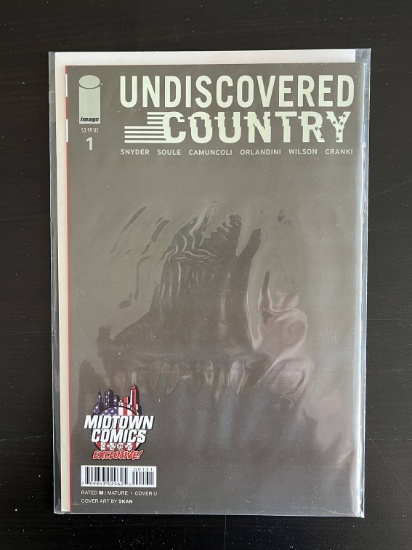 UNDISCOVERED
COUNTRY
image
$3.99 US
1
SNYDER SOULE CAMUNCOLI ORLANDINI WILSON CRANK!
MIDTOWN
COMICS
EXCLUSIVE!
RATED M / MATURE • COVER U
COVER ART BY SKAN